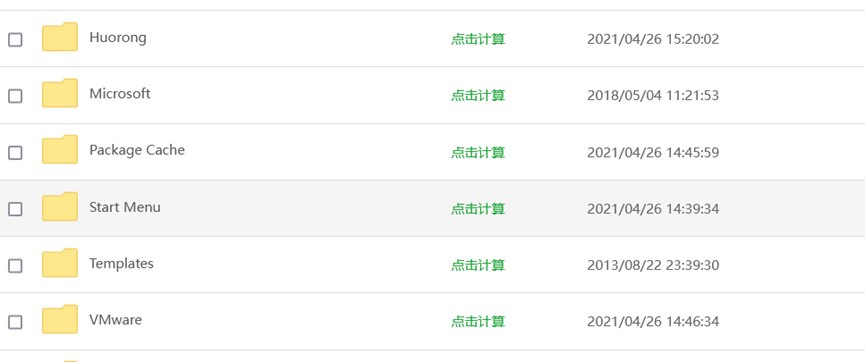 Huorong 点击计算 2021/04/26 15:20:02
Microsoft 点击计算 2018/05/04 11:21:53
Package Cache 点击计算 2021/04/26 14:45:59
Start Menu 点击计算 2021/04/26 14:39:34
Templates 点击计算 2013/08/22 23:39:30
VMware 点击计算 2021/04/26 14:46:34